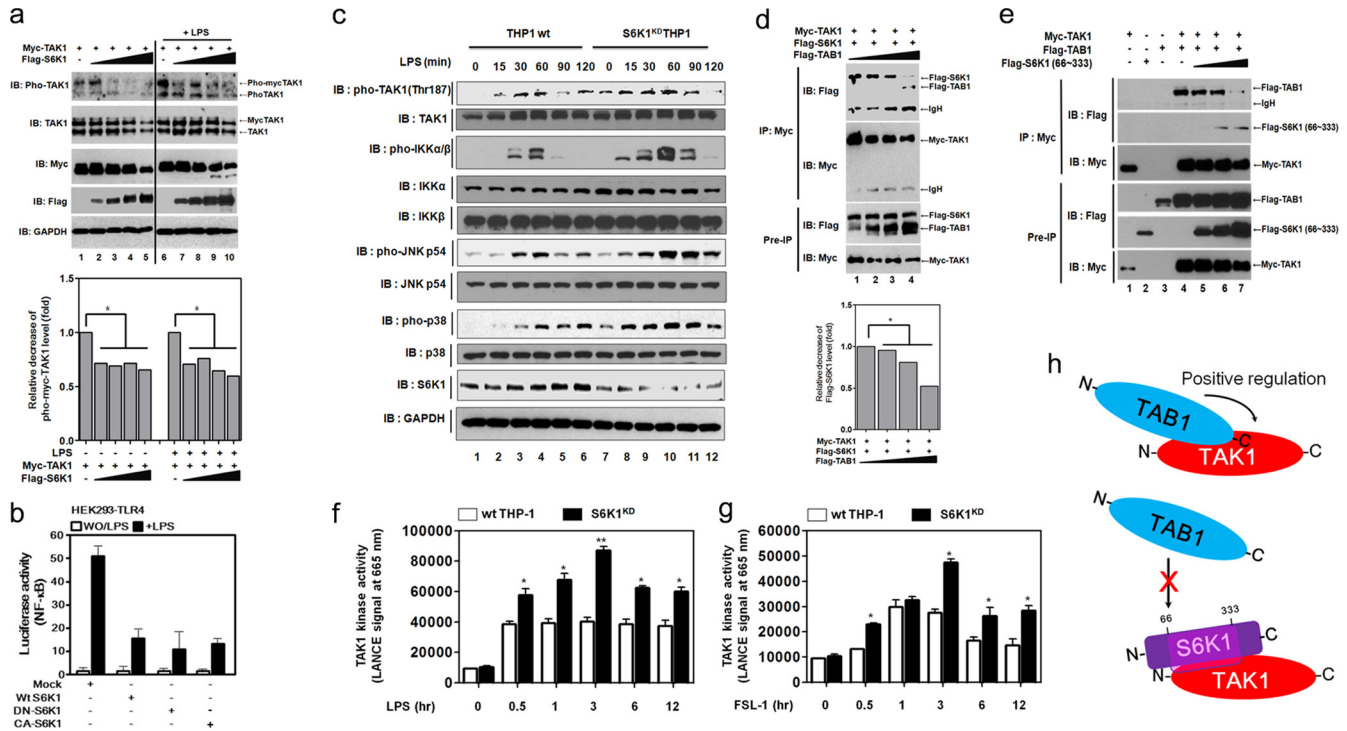 a
+ LPS
Myc-TAK1 + + + + + + + + + +
Flag-S6K1 - -
IB: Pho-TAK1
←Pho-mycTAK1
←PhoTAK1
IB: TAK1
←MycTAK1
←TAK1
IB: Myc
IB: Flag
IB: GAPDH
1 2 3 4 5 6 7 8 9 10
Relative decrease of
pho-myc-TAK1 level (fold)
1.5
1.0
0.5
0.0
* *
LPS + + + + +
Myc-TAK1 + + + + + + + + + +
Flag-S6K1 - -
b
HEK293-TLR4
WO/LPS +LPS
Luciferase activity
(NF-κB)
60
50
40
30
20
10
0
Mock + - - -
Wt S6K1 - + - -
DN-S6K1 - - + -
CA-S6K1 - - - +
c
THP1 wt S6K1KD THP1
LPS (min) 0 15 30 60 90 120 0 15 30 60 90 120
IB : pho-TAK1(Thr187)
IB : TAK1
IB : pho-IKKα/β
IB : IKKα
IB : IKKβ
IB : pho-JNK p54
IB : JNK p54
IB : pho-p38
IB : p38
IB : S6K1
IB : GAPDH
1 2 3 4 5 6 7 8 9 10 11 12
d
Myc-TAK1 + + + +
Flag-S6K1 + + + +
Flag-TAB1
IP: Myc
IB: Flag
←Flag-S6K1
←Flag-TAB1
←IgH
IB: Myc
←Myc-TAK1
←IgH
Pre-IP
IB: Flag
←Flag-S6K1
←Flag-TAB1
IB: Myc
←Myc-TAK1
1 2 3 4
Relative decrease of
Flag-S6K1 level (fold)
1.5
1.0
0.5
0.0
*
Myc-TAK1 + + + +
Flag-S6K1 + + + +
Flag-TAB1
e
Myc-TAK1 + + + + +
Flag-TAB1 + + + + +
Flag-S6K1 (66~333) +
IP : Myc
IB : Flag
←Flag-TAB1
←IgH
←Flag-S6K1 (66~333)
IB : Myc
←Myc-TAK1
Pre-IP
IB : Flag
←Flag-TAB1
←Flag-S6K1 (66~333)
IB : Myc
←Myc-TAK1
1 2 3 4 5 6 7
f
wt THP-1 S6K1KD
TAK1 kinase activity
(LANCE signal at 665 nm)
100000
80000
60000
40000
20000
0
* * ** * *
LPS (hr) 0 0.5 1 3 6 12
g
wt THP-1 S6K1KD
TAK1 kinase activity
(LANCE signal at 665 nm)
60000
50000
40000
30000
20000
10000
0
* * * *
FSL-1 (hr) 0 0.5 1 3 6 12
h
Positive regulation
N- TAB1 -C
N- TAK1 -C
N- TAB1 -C
X
66 333
N- S6K1 -C
N- TAK1 -C